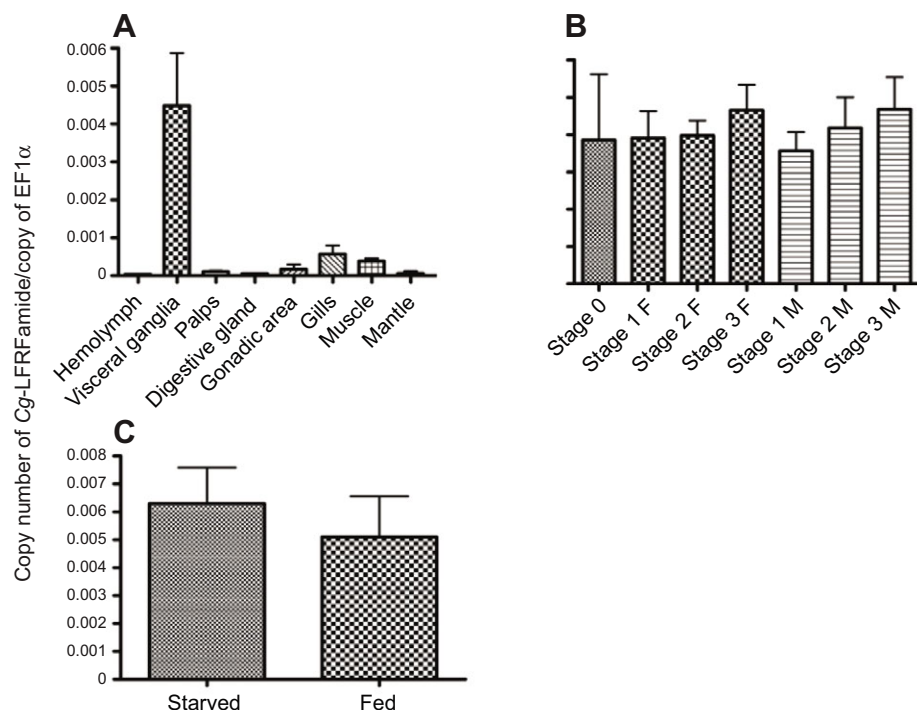 A
0.006
0.005
0.004
0.003
0.002
0.001
0
Hemolymph
Visceral ganglia
Palps
Digestive gland
Gonadic area
Gills
Muscle
Mantle
B
Stage 0
Stage 1 F
Stage 2 F
Stage 3 F
Stage 1 M
Stage 2 M
Stage 3 M
Copy number of Cg-LFRFamide/copy of EF1α
C
0.008
0.007
0.006
0.005
0.004
0.003
0.002
0.001
0
Starved
Fed